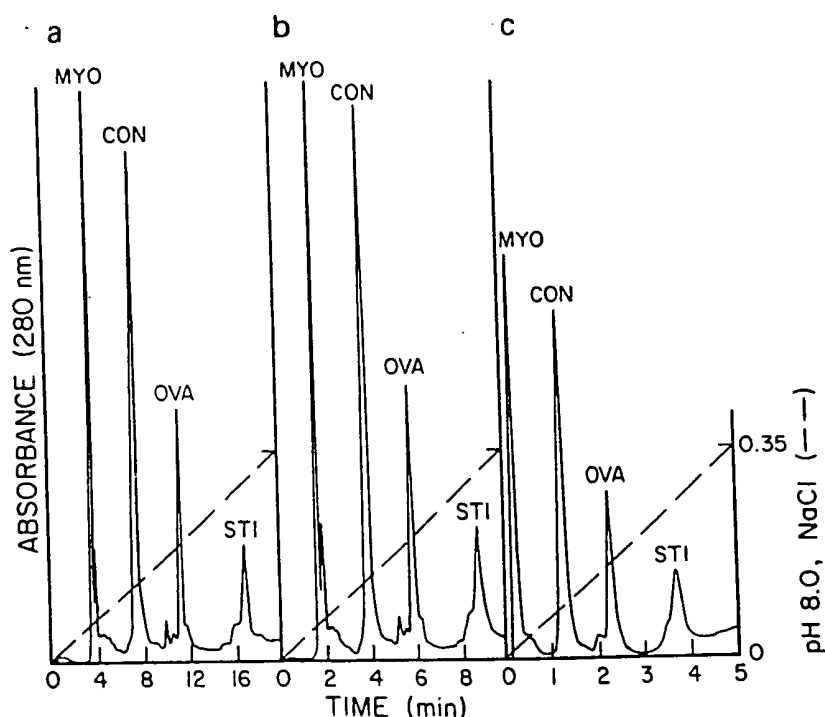 a b c
MYO MYO
CON CON
MYO
CON
OVA OVA
OVA
STI STI
STI
ABSORBANCE (280 nm)
0.35
0
pH 8.0, NaCl (---)
0 4 8 12 16 0 2 4 6 8 0 1 2 3 4 5
TIME (min)